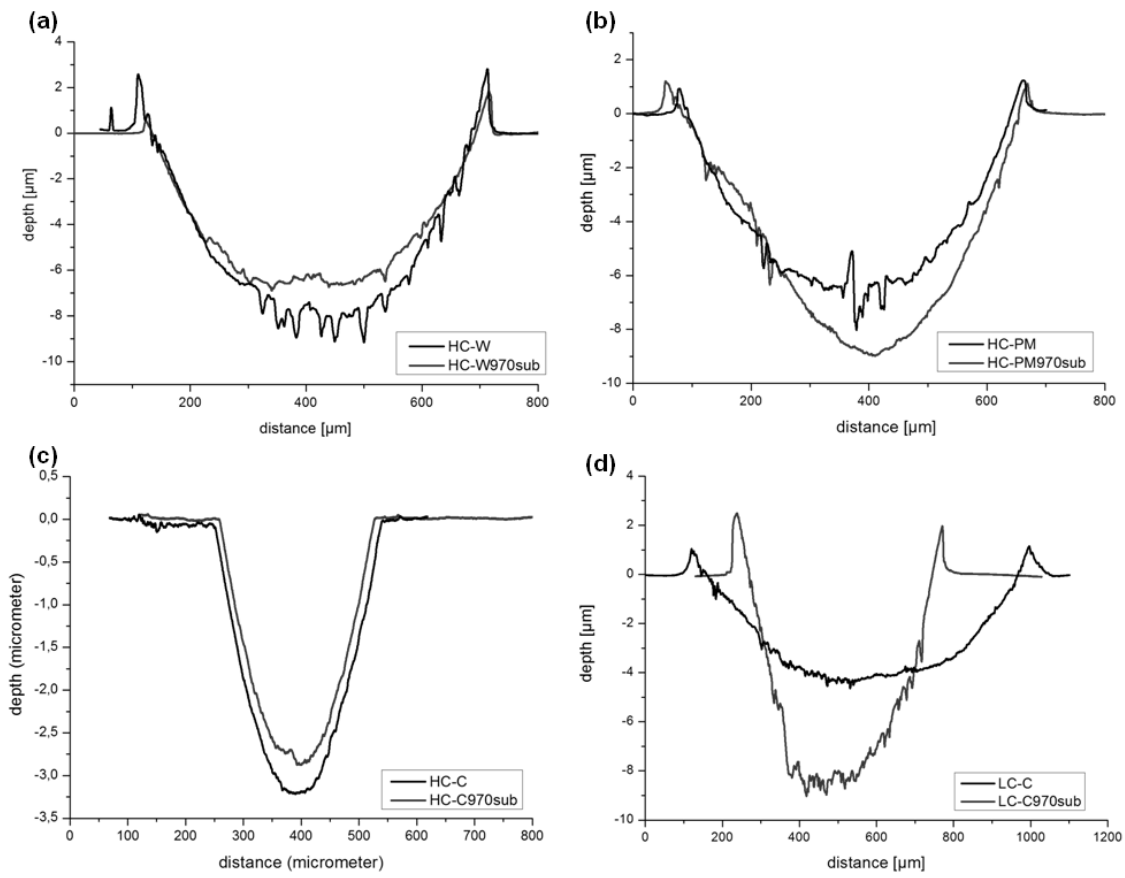 (a)
4
2
0
-2
-4
-6
-8
-10
depth [µm]
HC-W
HC-W970sub
0 200 400 600 800
distance [µm]
(b)
2
0
-2
-4
-6
-8
-10
depth [µm]
HC-PM
HC-PM970sub
0 200 400 600 800
distance [µm]
(c)
0,5
0,0
-0,5
-1,0
-1,5
-2,0
-2,5
-3,0
-3,5
depth (micrometer)
HC-C
HC-C970sub
0 100 200 300 400 500 600 700 800
distance (micrometer)
(d)
4
2
0
-2
-4
-6
-8
-10
depth [µm]
LC-C
LC-C970sub
0 200 400 600 800 1000 1200
distance [µm]